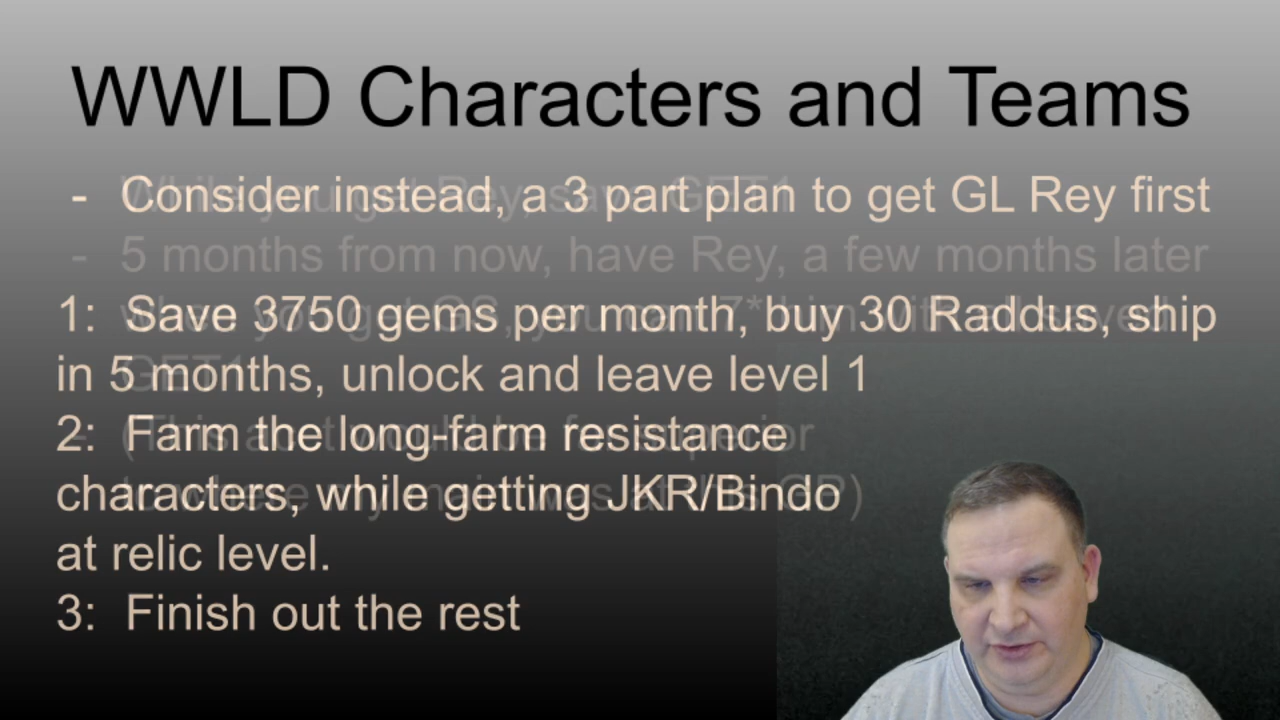 WWLD Characters and Teams
- Consider instead, a 3 part plan to get GL Rey first
- 5 months from now, have Rey, a few months later
1: Save 3750 gems per month, buy 30 Raddus, ship
in 5 months, unlock and leave level 1
2: Farm the long-farm resistance
characters, while getting JKR/Bindo
at relic level.
3: Finish out the rest